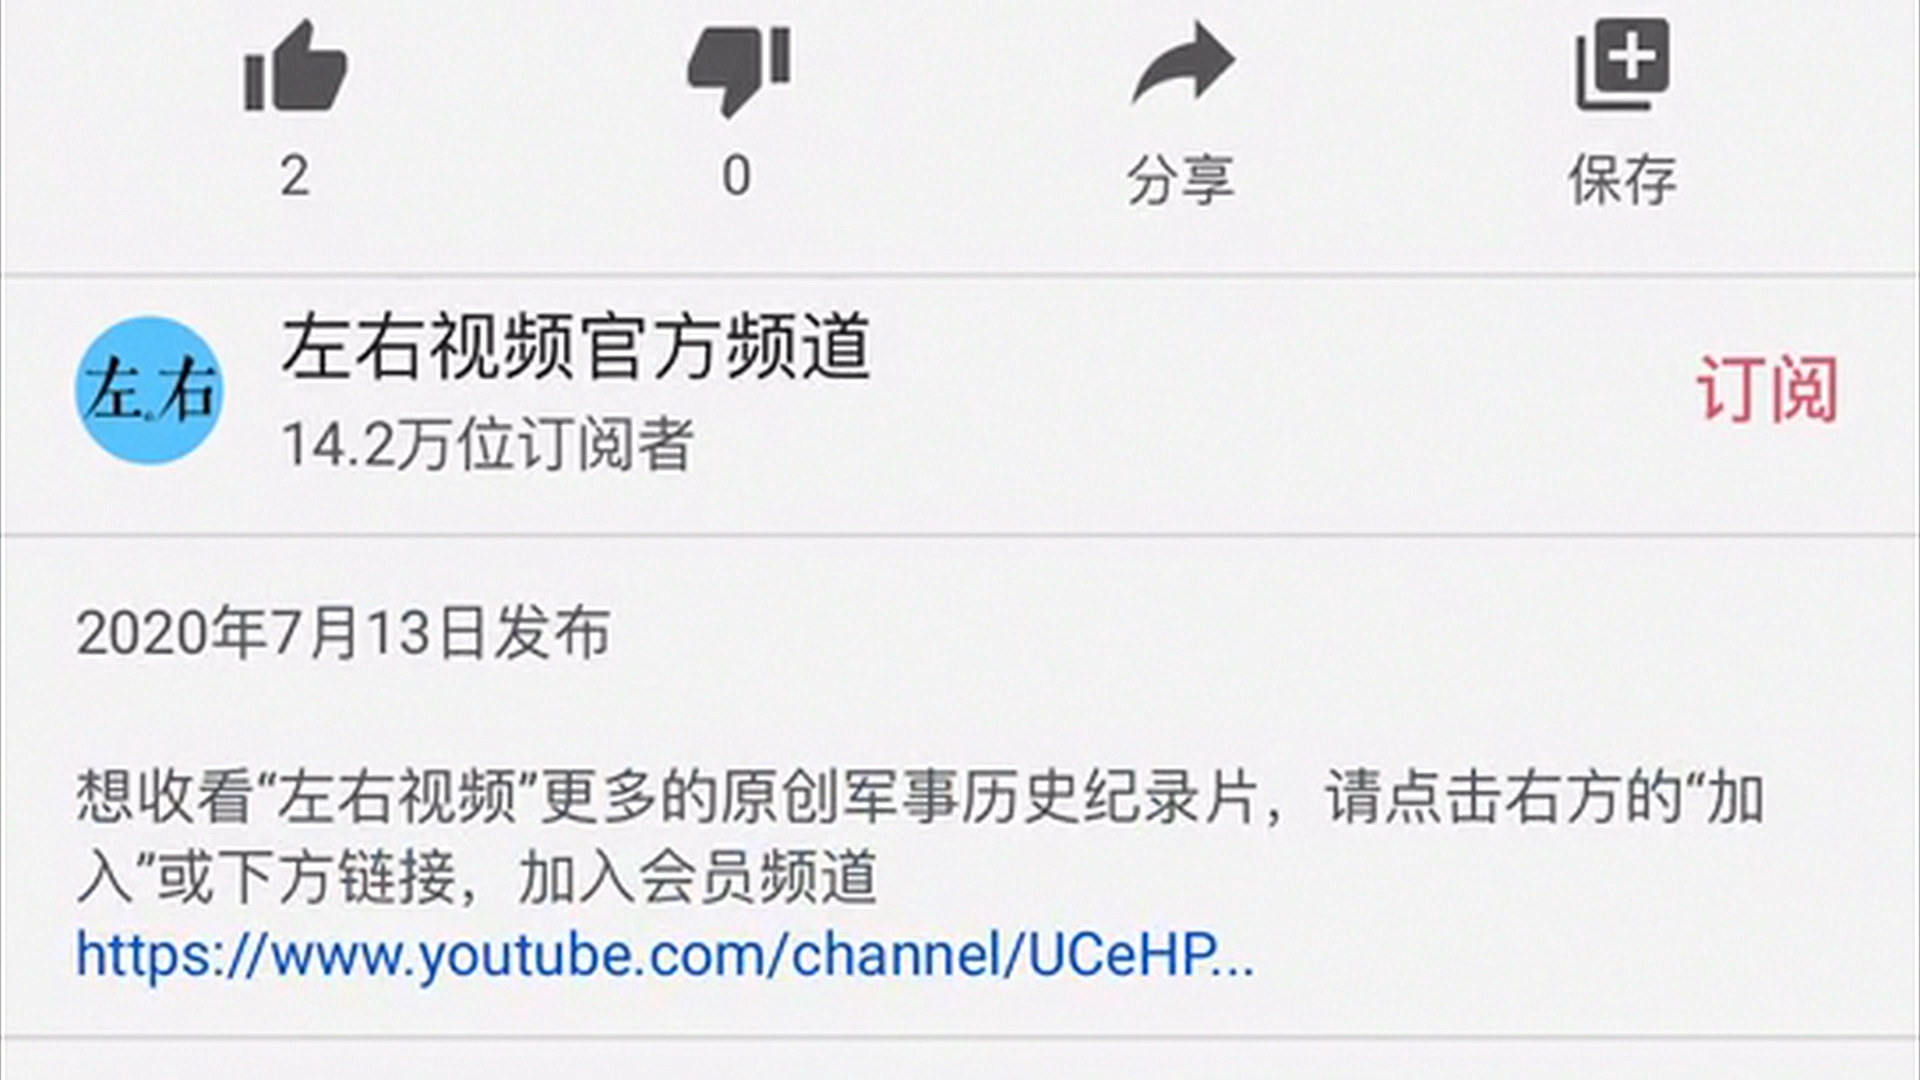 2
0
分享
保存
左右
左右视频官方频道
14.2万位订阅者
订阅
2020年7月13日发布
想收看“左右视频”更多的原创军事历史纪录片，请点击右方的“加
入”或下方链接，加入会员频道
https://www.youtube.com/channel/UCeHP...